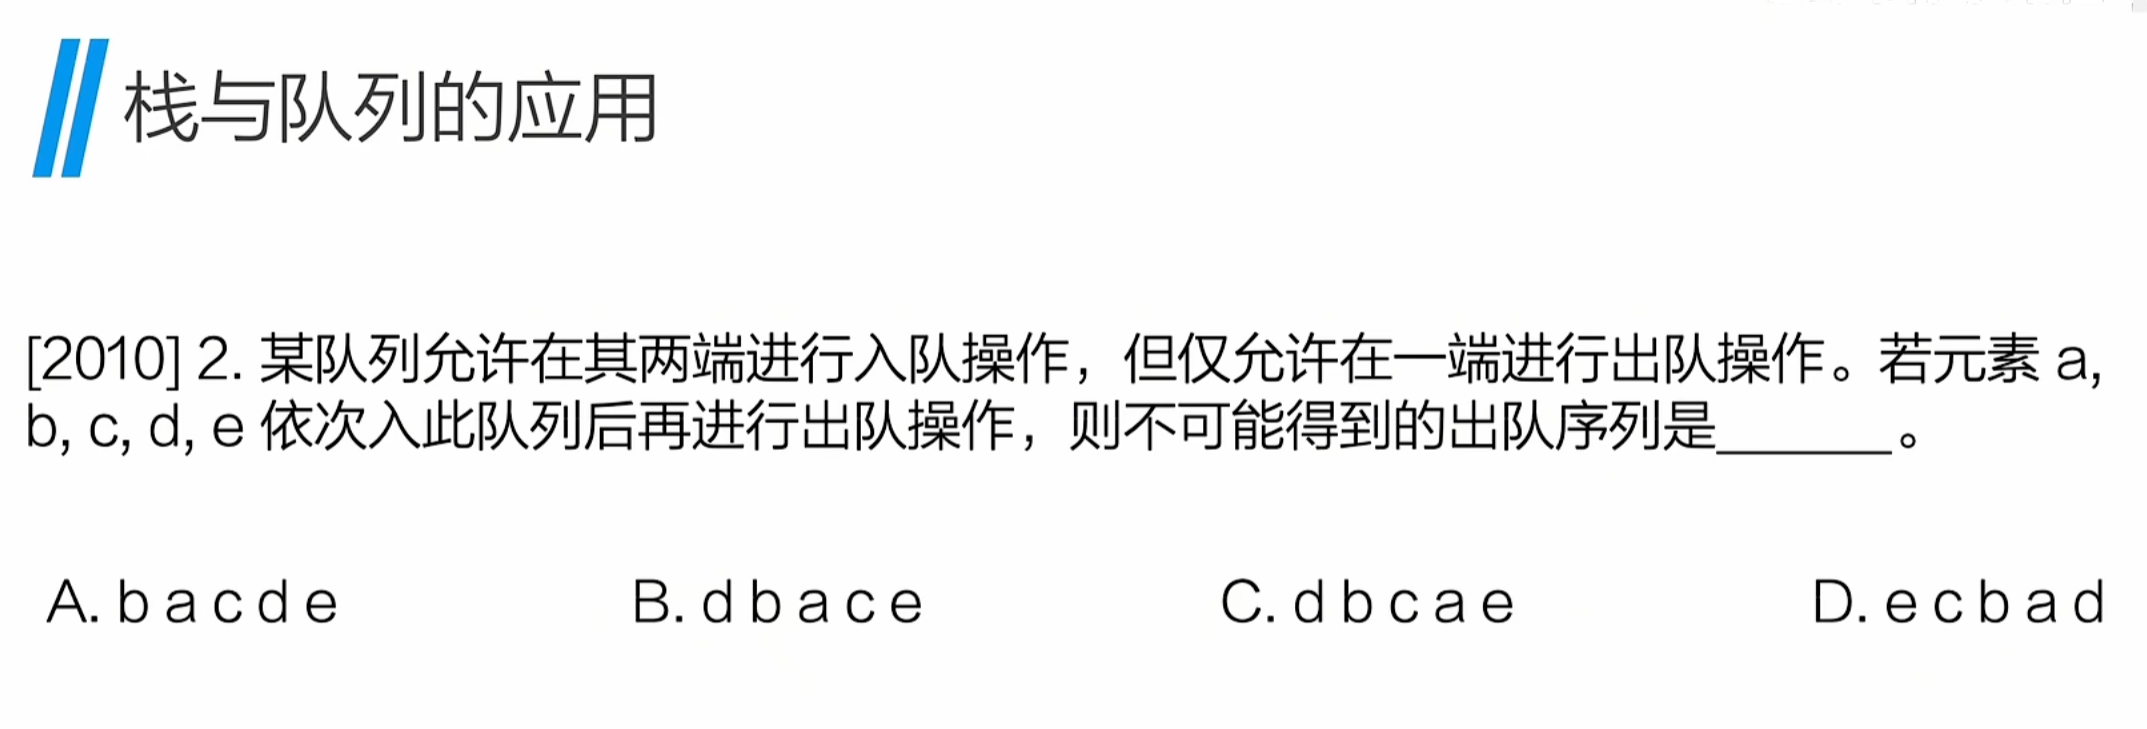 栈与队列的应用
[2010] 2. 某队列允许在其两端进行入队操作，但仅允许在一端进行出队操作。若元素 a,
b, c, d, e 依次入此队列后再进行出队操作，则不可能得到的出队序列是______。
A. b a c d e B. d b a c e C. d b c a e D. e c b a d